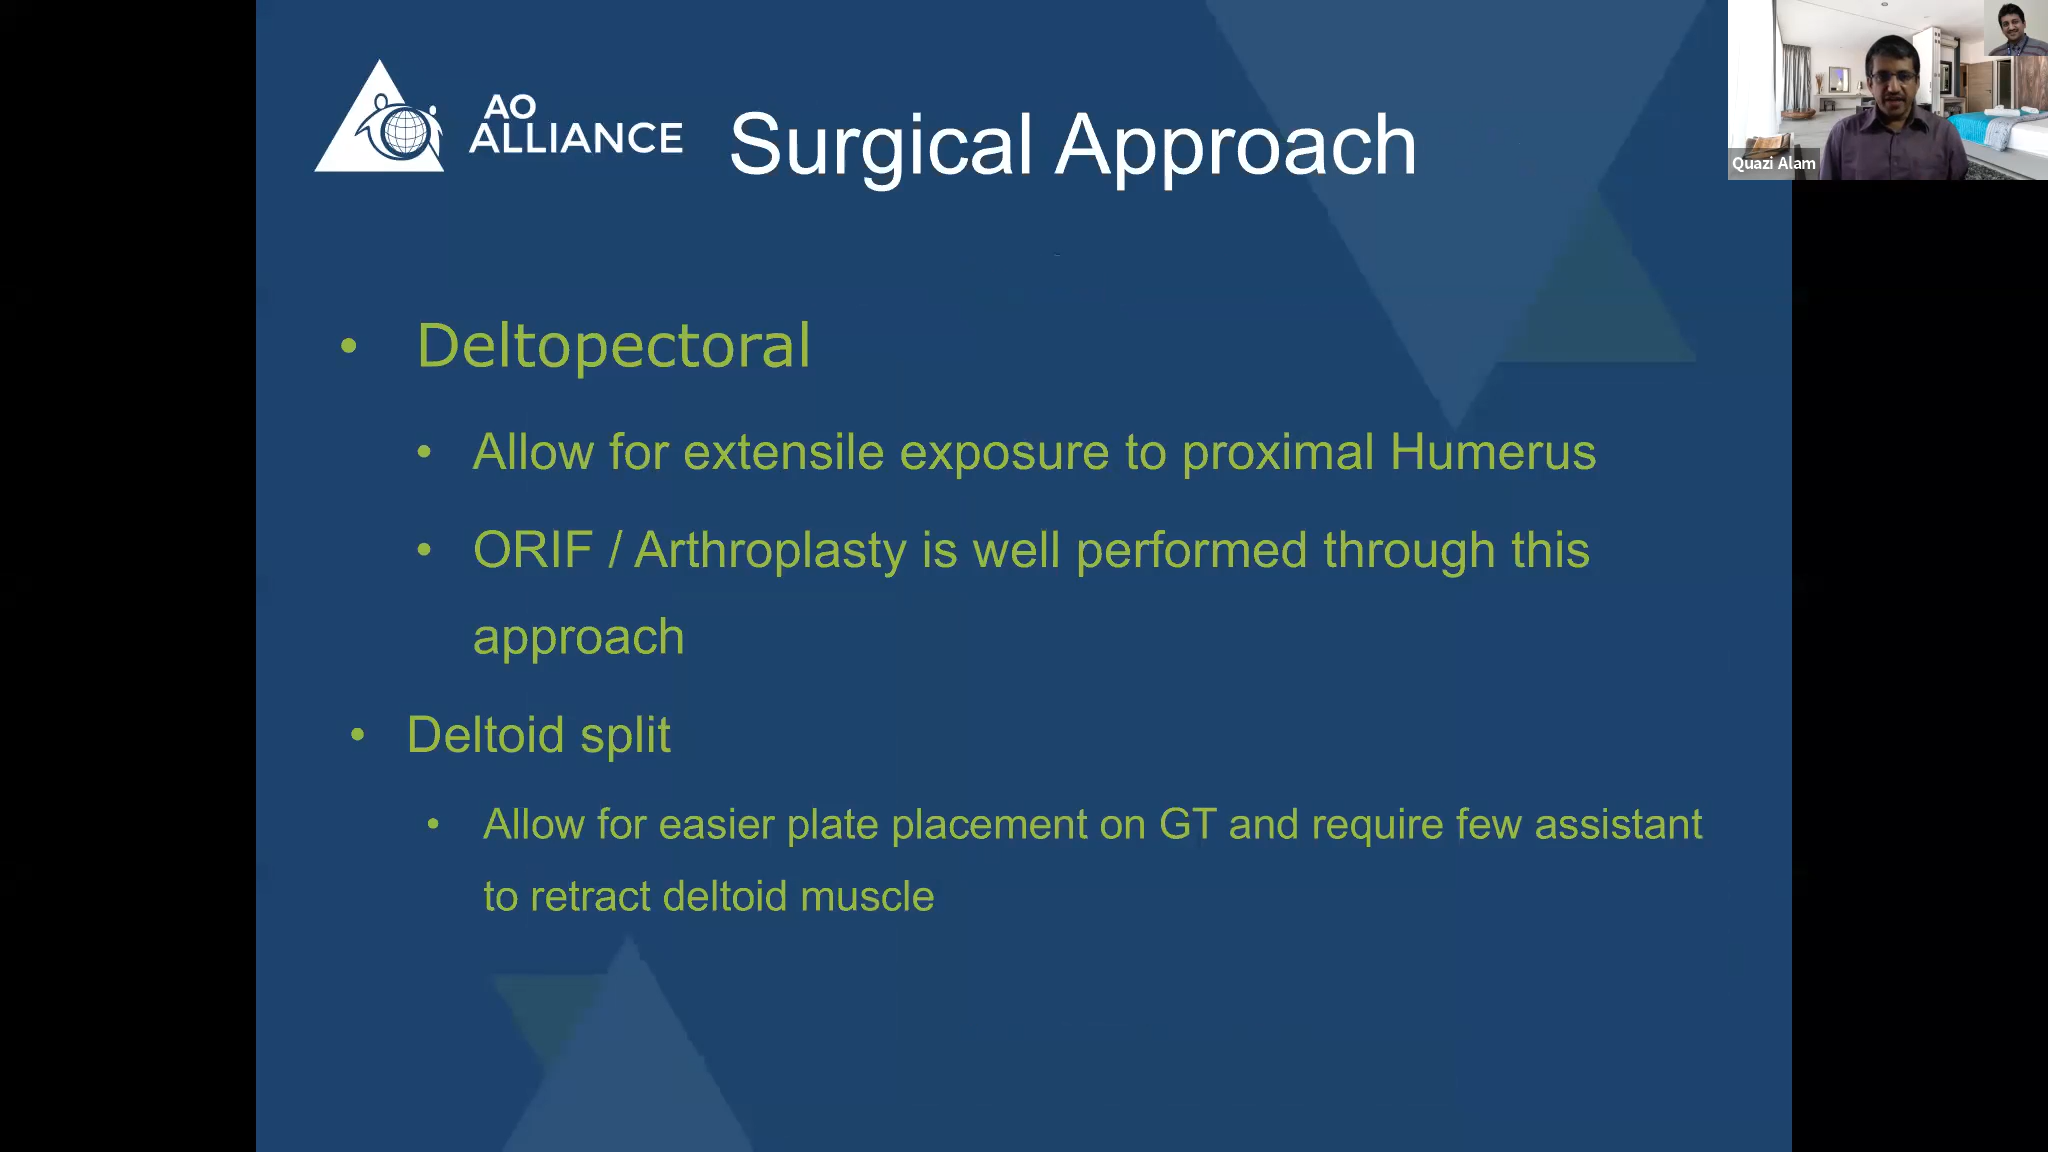 AO
ALLIANCE
Surgical Approach
Quazi Alam
• Deltopectoral
• Allow for extensile exposure to proximal Humerus
• ORIF / Arthroplasty is well performed through this
approach
• Deltoid split
• Allow for easier plate placement on GT and require few assistant
to retract deltoid muscle